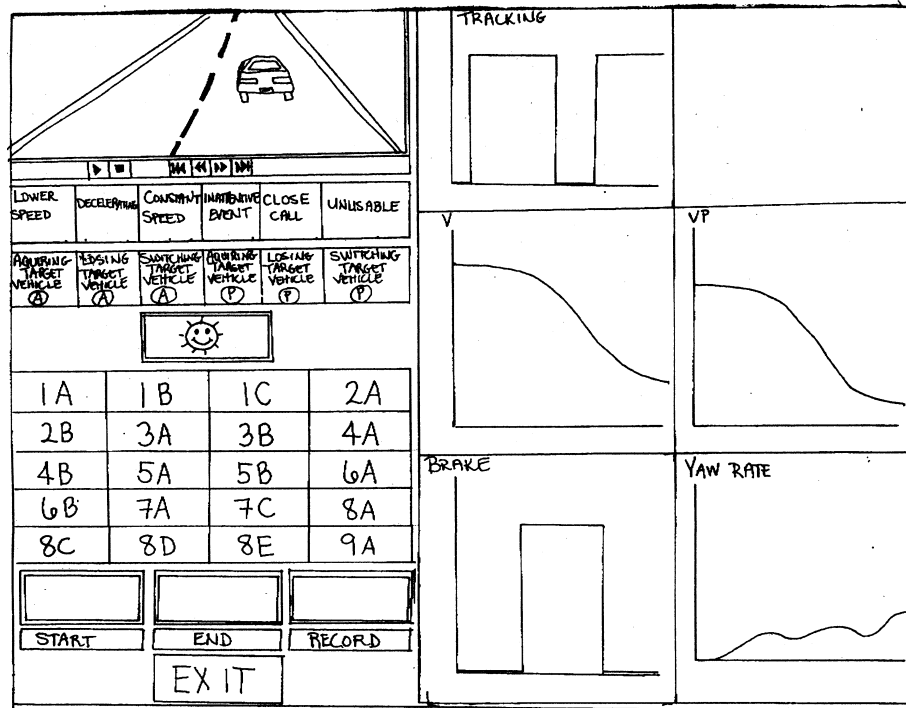 LOWER SPEED
DECELERATING
CONSTANT SPEED
INATTENTIVE EVENT
CLOSE CALL
UNUSABLE
AQUIRING TARGET VEHICLE A
LOSING TARGET VEHICLE A
SWITCHING TARGET VEHICLE A
AQUIRING TARGET VEHICLE P
LOSING TARGET VEHICLE P
SWITCHING TARGET VEHICLE P
1A 1B 1C 2A
2B 3A 3B 4A
4B 5A 5B 6A
6B 7A 7C 8A
8C 8D 8E 9A
START END RECORD
EXIT
TRACKING
V
VP
BRAKE
YAW RATE